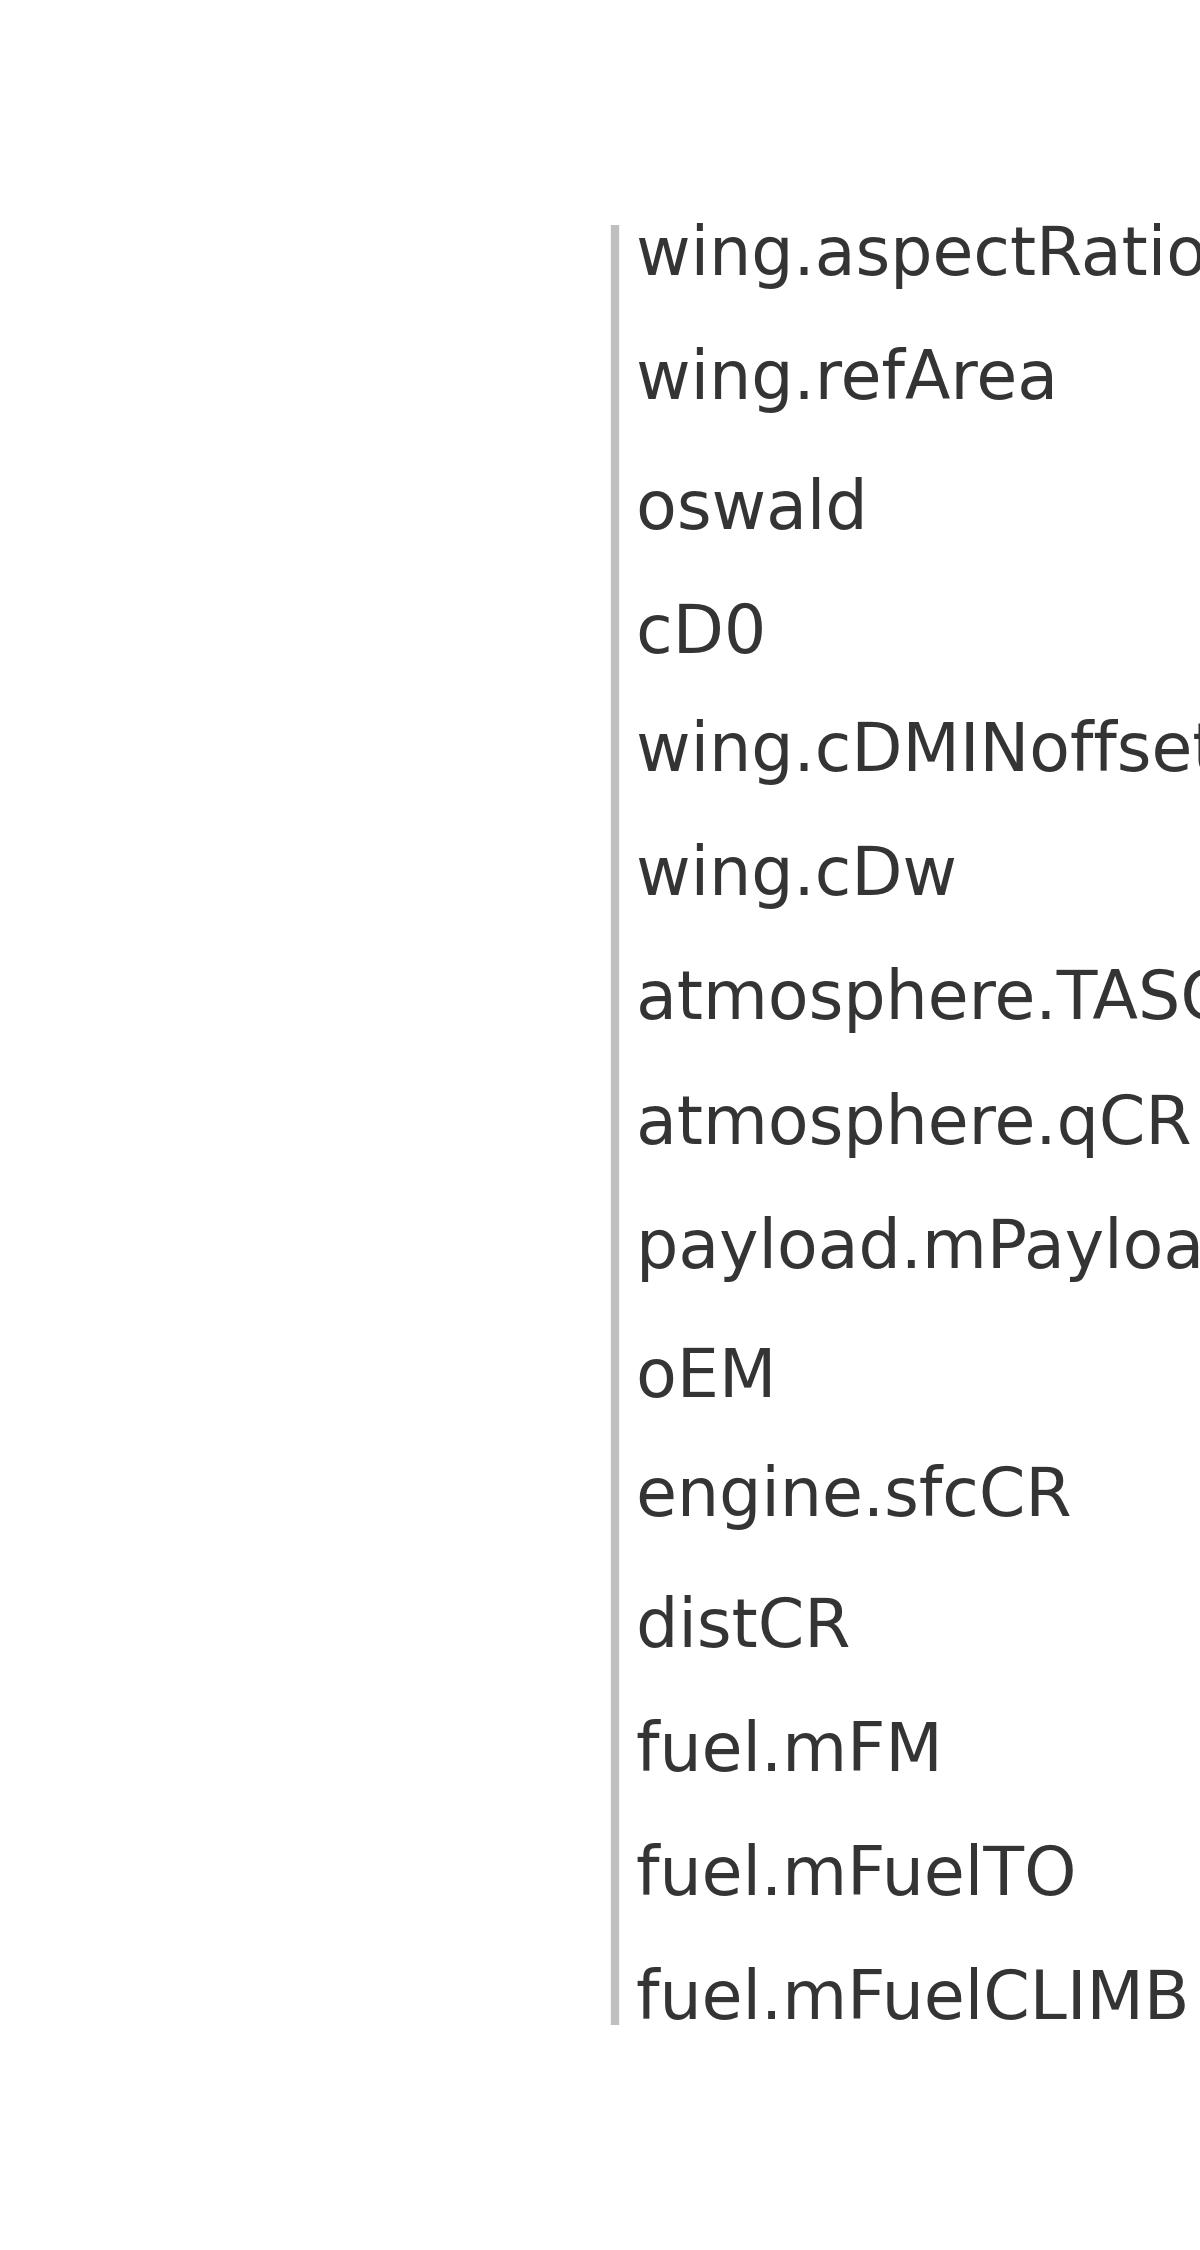 wing.aspectRatio
wing.refArea
oswald
cD0
wing.cDMINoffset
wing.cDw
atmosphere.TASC
atmosphere.qCR
payload.mPayloa
oEM
engine.sfcCR
distCR
fuel.mFM
fuel.mFuelTO
fuel.mFuelCLIMB